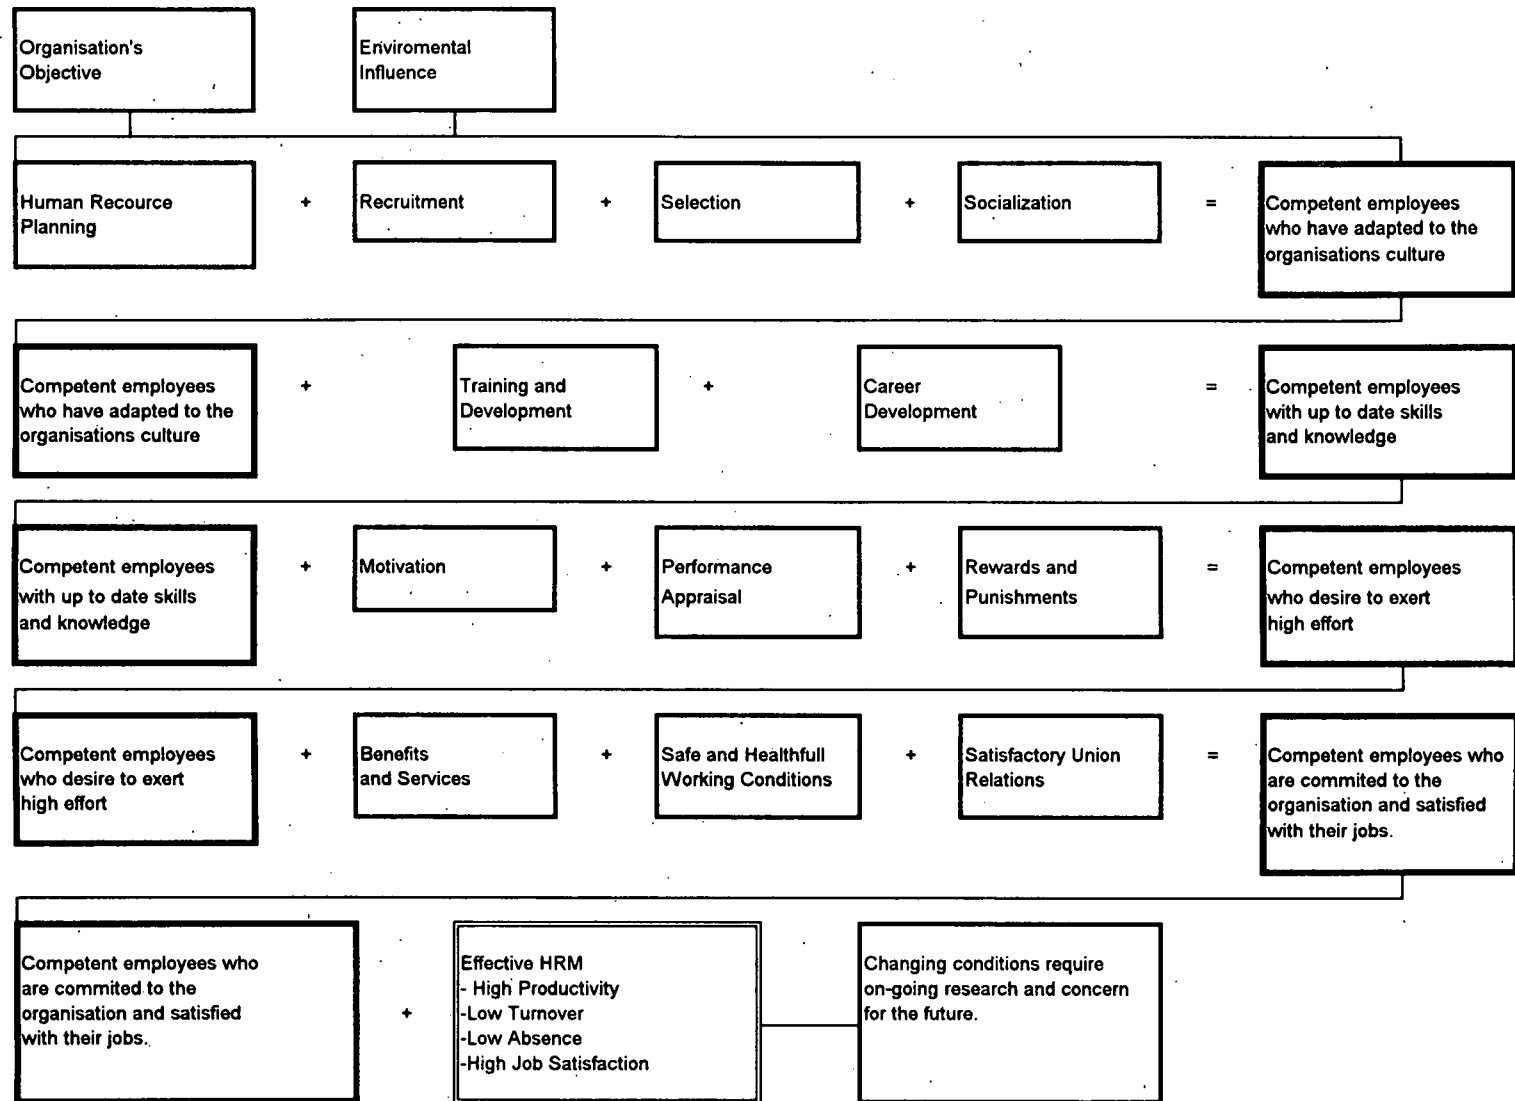 Organisation's
Objective
Enviromental
Influence
Human Recource
Planning
+
Recruitment
+
Selection
+
Socialization
=
Competent employees
who have adapted to the
organisations culture
Competent employees
who have adapted to the
organisations culture
+
Training and
Development
+
Career
Development
=
Competent employees
with up to date skills
and knowledge
Competent employees
with up to date skills
and knowledge
+
Motivation
+
Performance
Appraisal
+
Rewards and
Punishments
=
Competent employees
who desire to exert
high effort
Competent employees
who desire to exert
high effort
+
Benefits
and Services
+
Safe and Healthfull
Working Conditions
+
Satisfactory Union
Relations
=
Competent employees who
are commited to the
organisation and satisfied
with their jobs.
Competent employees who
are commited to the
organisation and satisfied
with their jobs.
+
Effective HRM
- High Productivity
-Low Turnover
-Low Absence
-High Job Satisfaction
Changing conditions require
on-going research and concern
for the future.